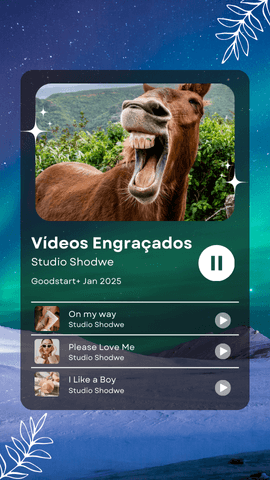 Vídeos Engraçados
Studio Shodwe
Goodstart+ Jan 2025
On my way
Studio Shodwe
Please Love Me
Studio Shodwe
I Like a Boy
Studio Shodwe